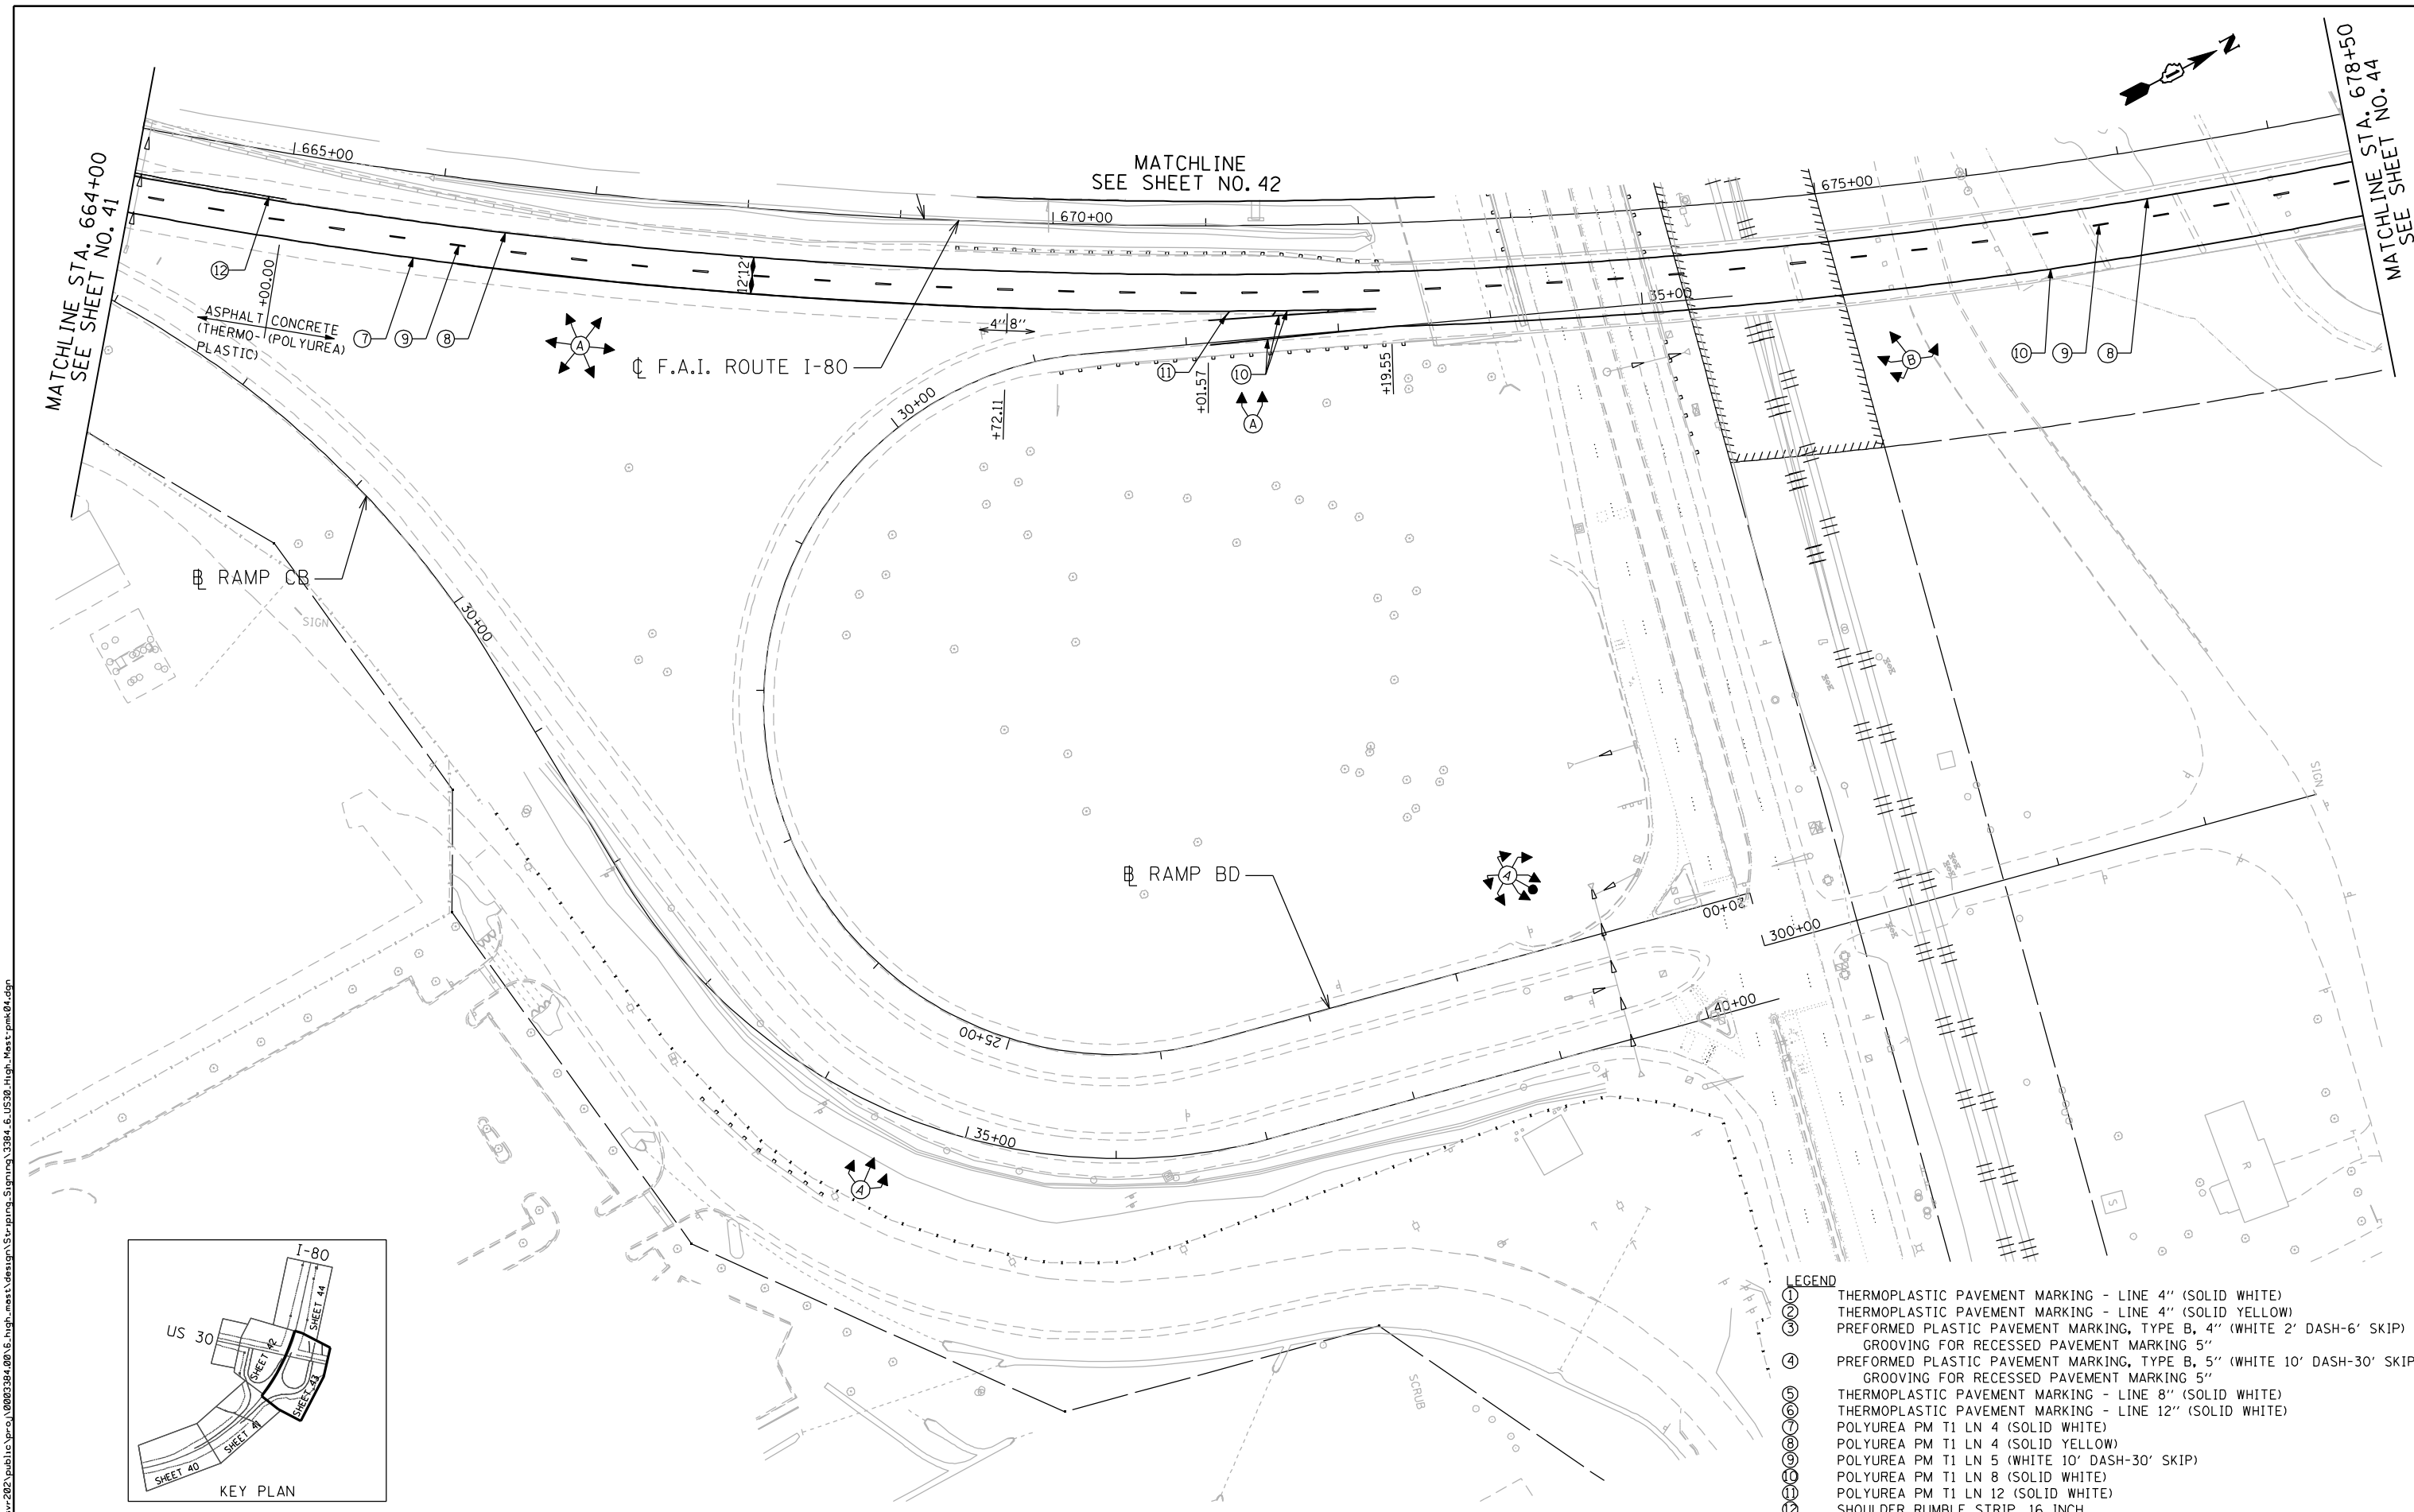 MATCHLINE STA. 664+00
SEE SHEET NO. 41
665+00
MATCHLINE
SEE SHEET NO. 42
670+00
675+00
N
MATCHLINE STA. 678+50
SEE SHEET NO. 44
12
+00.00
ASPHALT CONCRETE
(THERMO- (POLYUREA)
PLASTIC)
7
9
8
12'12'
A
℄ F.A.I. ROUTE I-80
4" 8"
11
10
+72.11
+01.57
+19.55
A
35+00
B
10
9
8
30+00
BL RAMP CB
SIGN
30+00
BL RAMP BD
4
20+00
300+00
40+00
25+00
35+00
A
SIGN
R
S
SCRUB
I-80
US 30
SHEET 44
SHEET 42
SHEET 43
SHEET 41
SHEET 40
KEY PLAN
LEGEND
1 THERMOPLASTIC PAVEMENT MARKING - LINE 4" (SOLID WHITE)
2 THERMOPLASTIC PAVEMENT MARKING - LINE 4" (SOLID YELLOW)
3 PREFORMED PLASTIC PAVEMENT MARKING, TYPE B, 4" (WHITE 2' DASH-6' SKIP)
GROOVING FOR RECESSED PAVEMENT MARKING 5"
4 PREFORMED PLASTIC PAVEMENT MARKING, TYPE B, 5" (WHITE 10' DASH-30' SKIP
GROOVING FOR RECESSED PAVEMENT MARKING 5"
5 THERMOPLASTIC PAVEMENT MARKING - LINE 8" (SOLID WHITE)
6 THERMOPLASTIC PAVEMENT MARKING - LINE 12" (SOLID WHITE)
7 POLYUREA PM T1 LN 4 (SOLID WHITE)
8 POLYUREA PM T1 LN 4 (SOLID YELLOW)
9 POLYUREA PM T1 LN 5 (WHITE 10' DASH-30' SKIP)
10 POLYUREA PM T1 LN 8 (SOLID WHITE)
11 POLYUREA PM T1 LN 12 (SOLID WHITE)
12 SHOULDER RUMBLE STRIP, 16 INCH